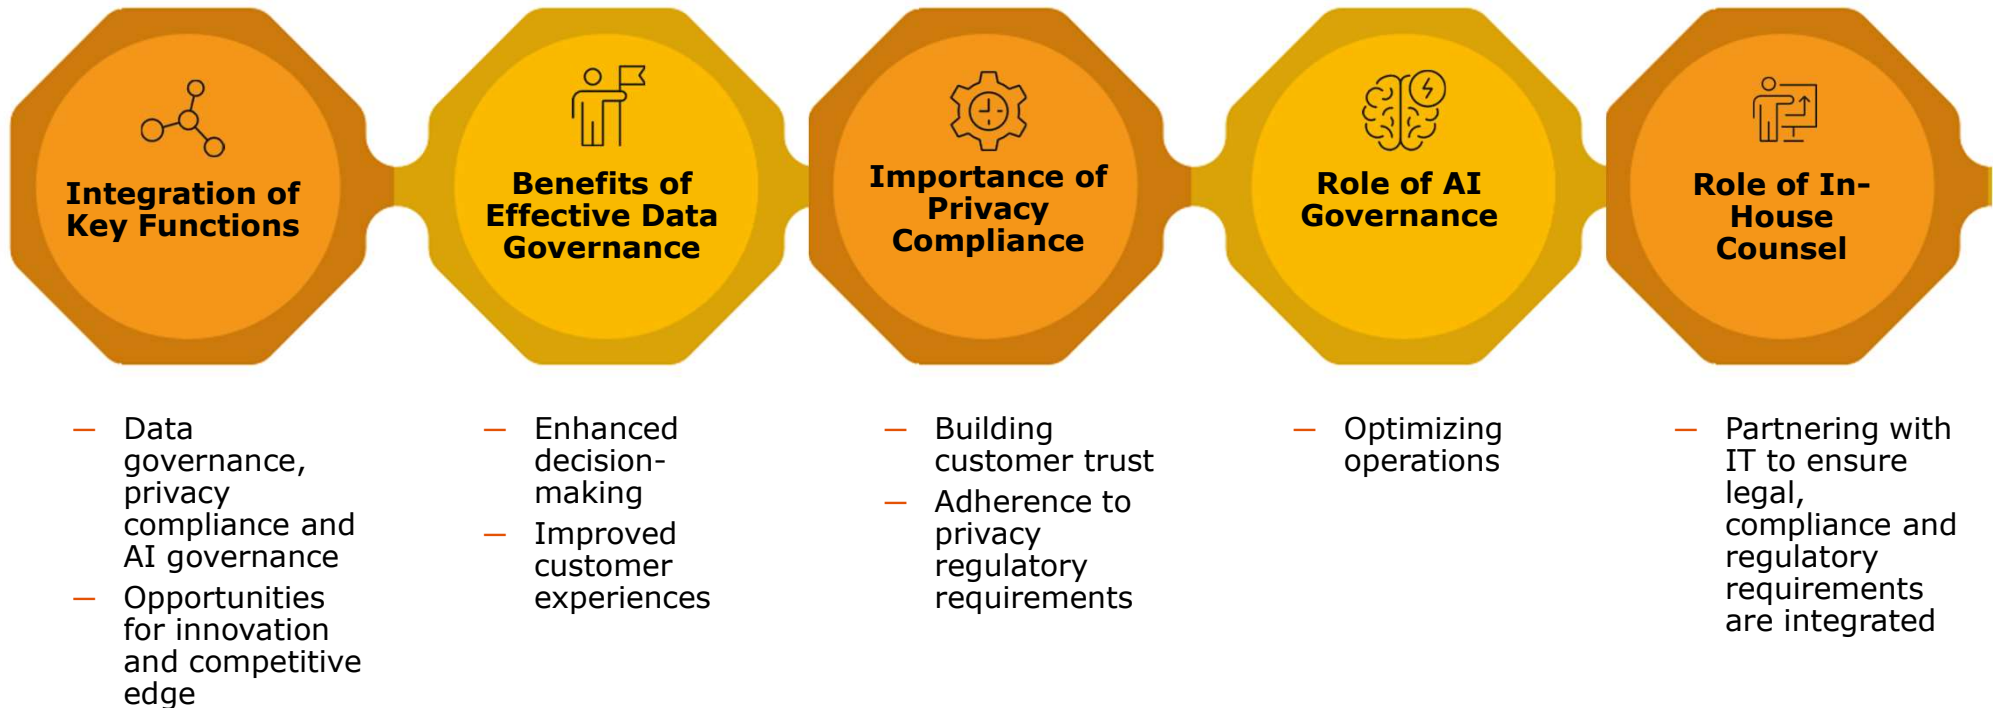 Integration of
Key Functions
Benefits of
Effective Data
Governance
Importance of
Privacy
Compliance
Role of AI
Governance
Role of In-
House
Counsel
— Data
governance,
privacy
compliance and
AI governance
— Opportunities
for innovation
and competitive
edge
— Enhanced
decision-
making
— Improved
customer
experiences
— Building
customer trust
— Adherence to
privacy
regulatory
requirements
— Optimizing
operations
— Partnering with
IT to ensure
legal,
compliance and
regulatory
requirements
are integrated